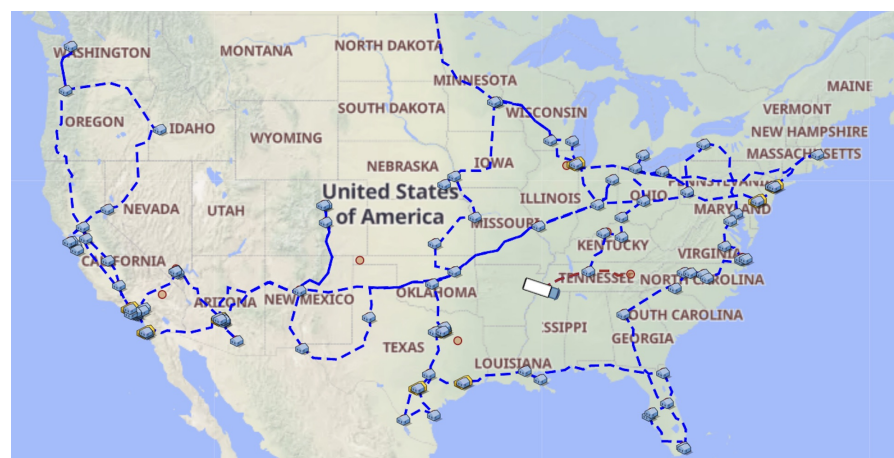 WASHINGTON
MONTANA
NORTH DAKOTA
MINNESOTA
MAINE
OREGON
IDAHO
SOUTH DAKOTA
WISCONSIN
VERMONT
NEW HAMPSHIRE
WYOMING
MASSACHUSETTS
NEBRASKA
IOWA
PENNSYLVANIA
NEVADA
UTAH
United States
of America
ILLINOIS
OHIO
MARYLAND
MISSOURI
KENTUCKY
VIRGINIA
CALIFORNIA
ARIZONA
NEW MEXICO
OKLAHOMA
TENNESSEE
NORTH CAROLINA
SSIPPI
SOUTH CAROLINA
TEXAS
GEORGIA
LOUISIANA